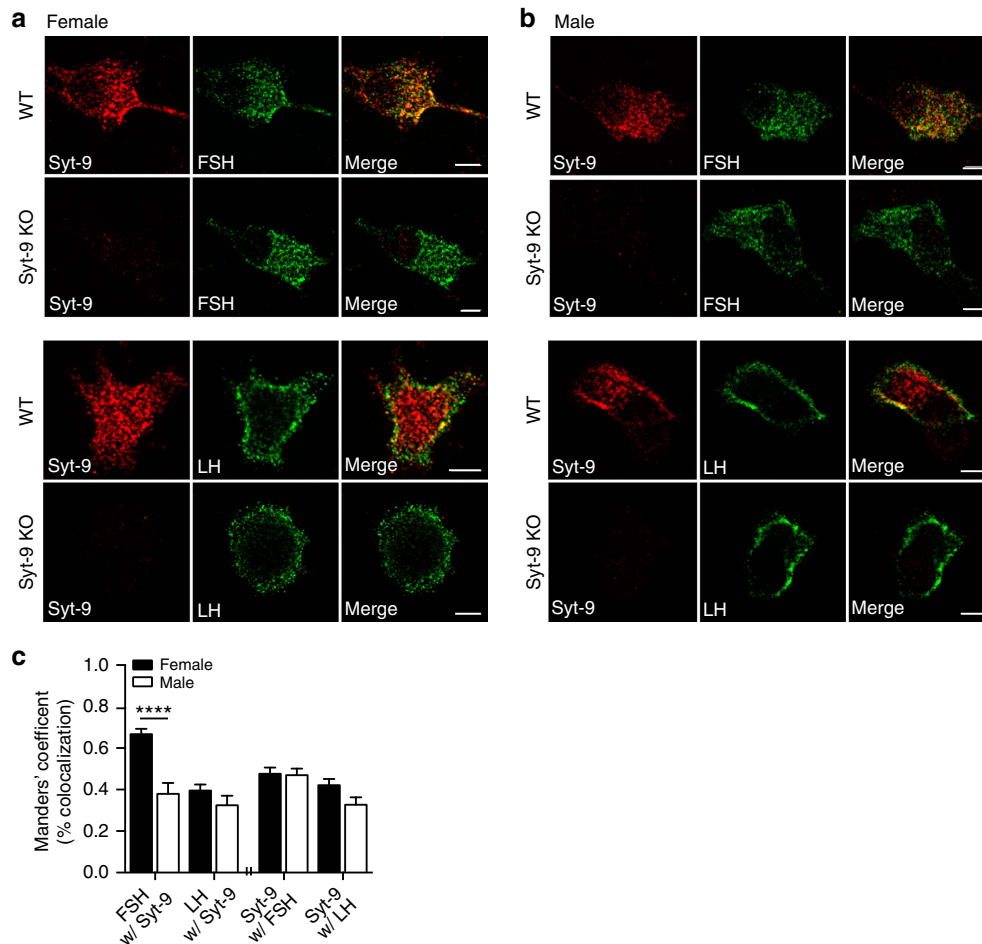 a Female
WT
Syt-9 FSH Merge
Syt-9 KO
Syt-9 FSH Merge
WT
Syt-9 LH Merge
Syt-9 KO
Syt-9 LH Merge
b Male
WT
Syt-9 FSH Merge
Syt-9 KO
Syt-9 FSH Merge
WT
Syt-9 LH Merge
Syt-9 KO
Syt-9 LH Merge
c
Manders' coefficent
(% colocalization)
1.0
0.8
0.6
0.4
0.2
0.0
Female
Male
****
FSH
w/ Syt-9
LH
w/ Syt-9
Syt-9
w/ FSH
Syt-9
w/ LH